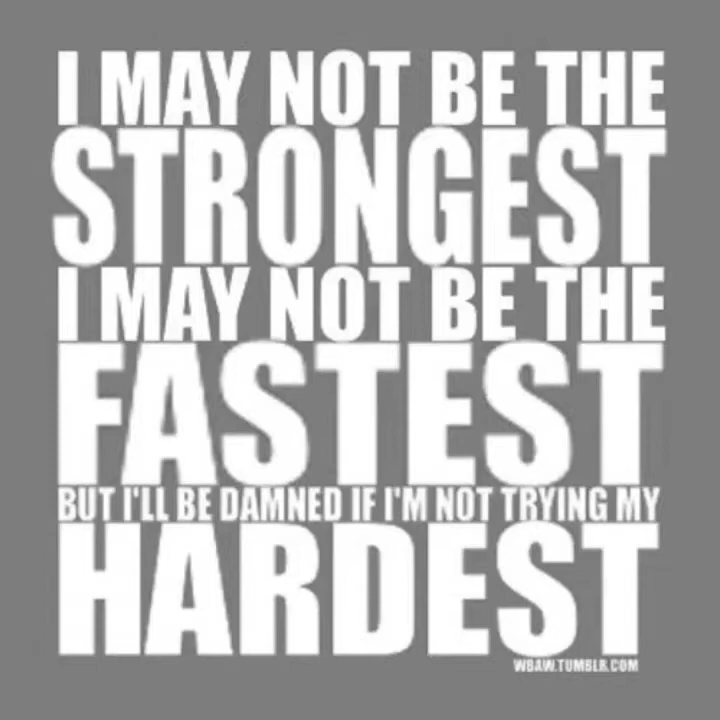 I MAY NOT BE THE
STRONGEST
I MAY NOT BE THE
FASTEST
BUT I'LL BE DAMNED IF I'M NOT TRYING MY
HARDEST
WBAW.TUMBLR.COM